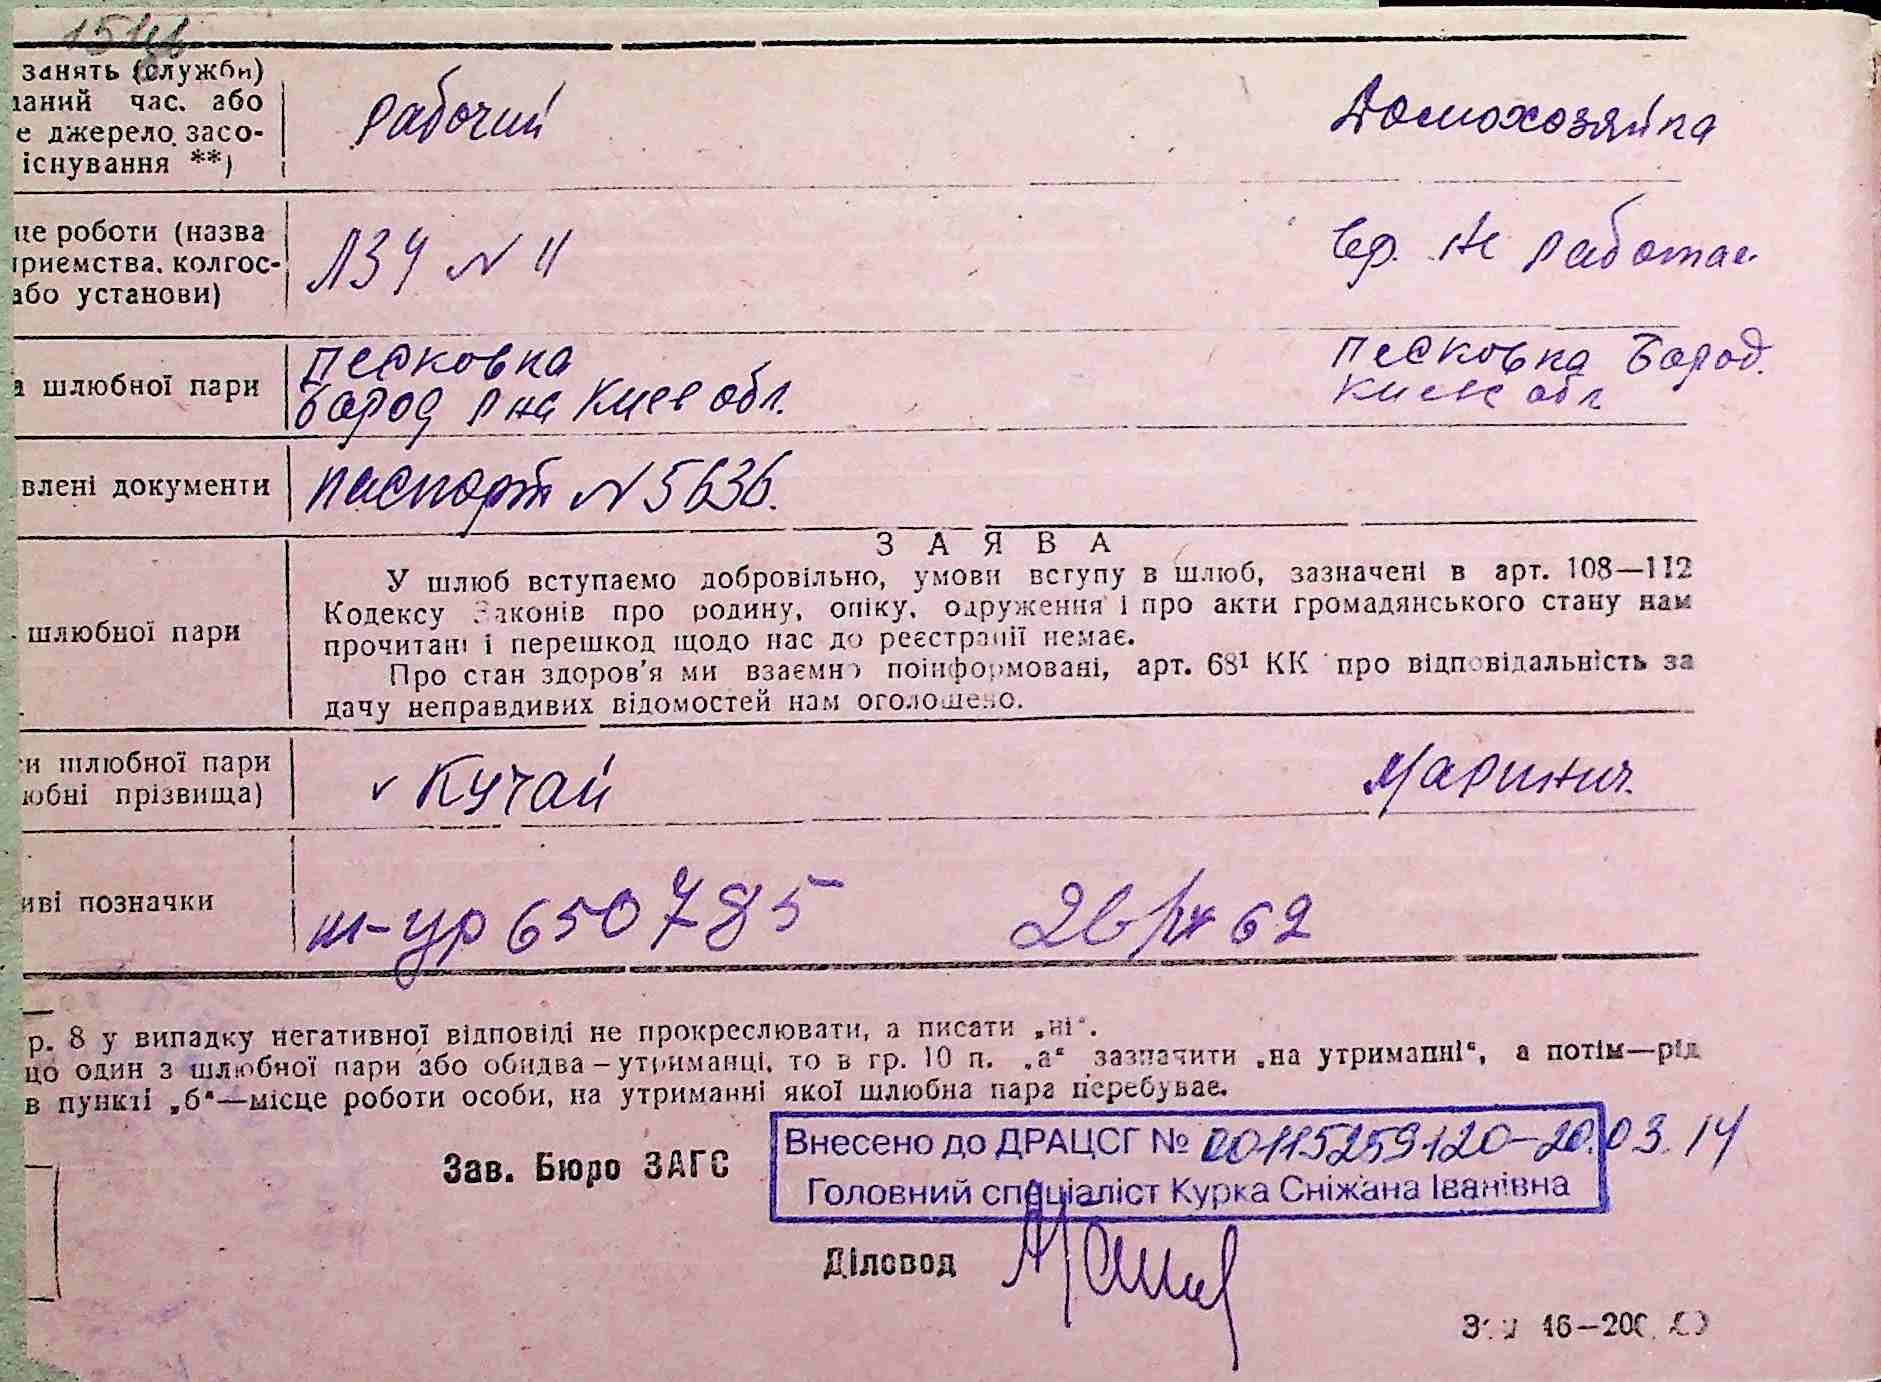 занять (служби)
даний час. або
е джерело засо-
існування **)
Рабочий
Домохозяйка
це роботи (назва
приємства, колгос-
або установи)
ЛЗУ № 11
Вр. не работае
а шлюбної пари
Песковка
Бород р на Киев обл.
Песковка Бород.
Киев обл
влені документи
паспорт № 5636.
ЗАЯВА
шлюбної пари
У шлюб вступаємо добровільно, умови вступу в шлюб, зазначені в арт. 108—112
Кодексу Законів про родину, опіку, одруження і про акти громадянського стану нам
прочитані і перешкод щодо нас до реєстрації немає.
Про стан здоров'я ми взаємно поінформовані, арт. 68¹ КК про відповідальність за
дачу неправдивих відомостей нам оголошено.
и шлюбної пари
юбні прізвища)
Кучай
Маринич.
иві позначки
ш-ур 650785
62
р. 8 у випадку негативної відповіді не прокреслювати, а писати „ні“.
що один з шлюбної пари або обидва—утриманці, то в гр. 10 п. „а“ зазначити „на утриманні“, а потім—рід
в пункті „б“—місце роботи особи, на утриманні якої шлюбна пара перебуває.
Внесено до ДРАЦСГ № 00115259120-20.03.14
Зав. Бюро ЗАГС
Головний спеціаліст Курка Сніжана Іванівна
Діловод